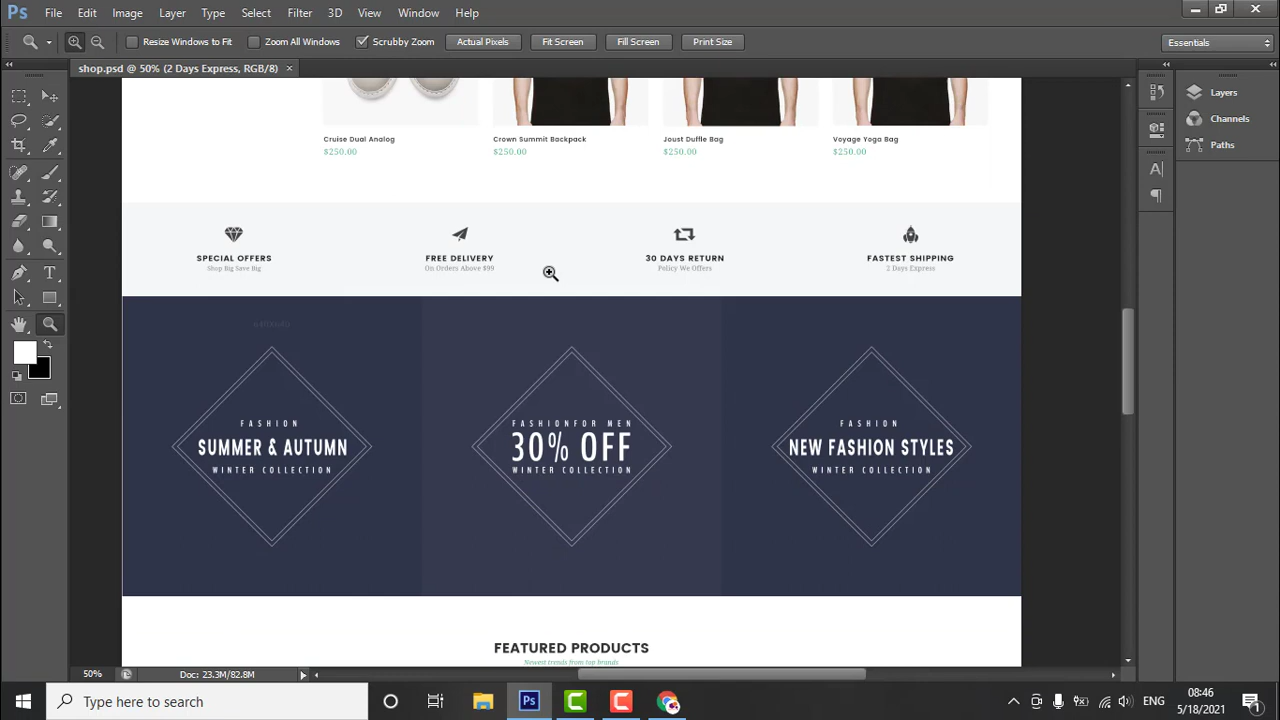 Ps File Edit Image Layer Type Select Filter 3D View Window Help
Resize Windows to Fit Zoom All Windows Scrubby Zoom Actual Pixels Fit Screen Fill Screen Print Size Essentials
shop.psd @ 50% (2 Days Express, RGB/8)
Layers
Channels
Paths
Cruise Dual Analog Crown Summit Backpack Joust Duffle Bag Voyage Yoga Bag
$250.00 $250.00 $250.00 $250.00
SPECIAL OFFERS FREE DELIVERY 30 DAYS RETURN FASTEST SHIPPING
Shop Big Save Big On Orders Above $99 Policy We Offers 2 Days Express
FASHION
SUMMER & AUTUMN
WINTER COLLECTION
FASHIONFOR MEN
30% OFF
WINTER COLLECTION
FASHION
NEW FASHION STYLES
WINTER COLLECTION
FEATURED PRODUCTS
Newest trends from top brands
50% Doc: 23.3M/82.8M
Type here to search
ENG
08:46
5/18/2021